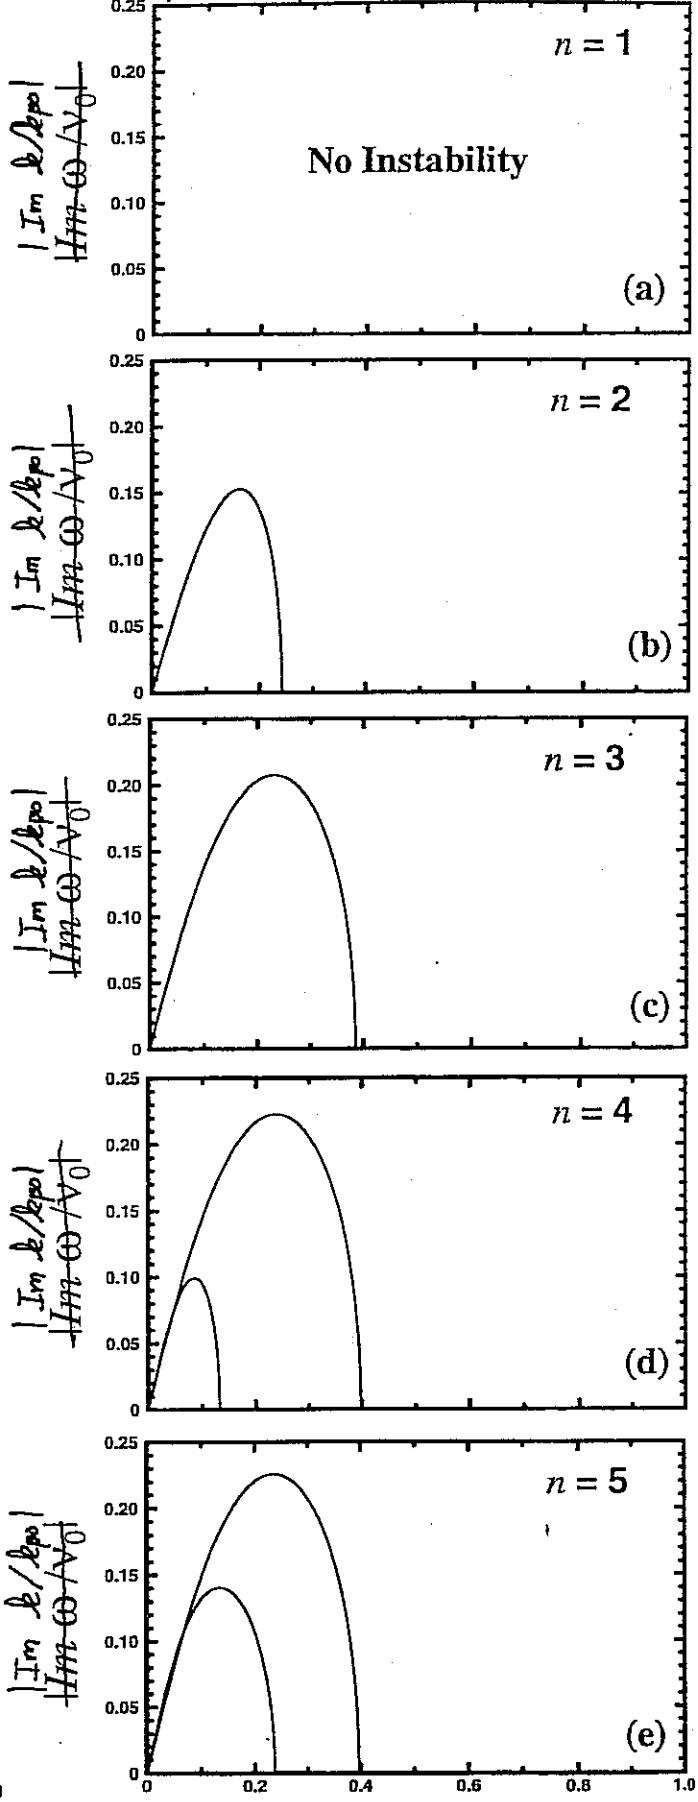 0.25
n = 1
0.20
0.15
No Instability
0.10
0.05
(a)
0
| Im k/kpo |
|Im ω/V0|
0.25
n = 2
0.20
0.15
0.10
0.05
(b)
0
| Im k/kpo |
|Im ω/V0|
0.25
n = 3
0.20
0.15
0.10
0.05
(c)
0
| Im k/kpo |
|Im ω/V0|
0.25
n = 4
0.20
0.15
0.10
0.05
(d)
0
| Im k/kpo |
|Im ω/V0|
0.25
n = 5
0.20
0.15
0.10
0.05
(e)
0
| Im k/kpo |
|Im ω/V0|
0 0.2 0.4 0.6 0.8 1.0